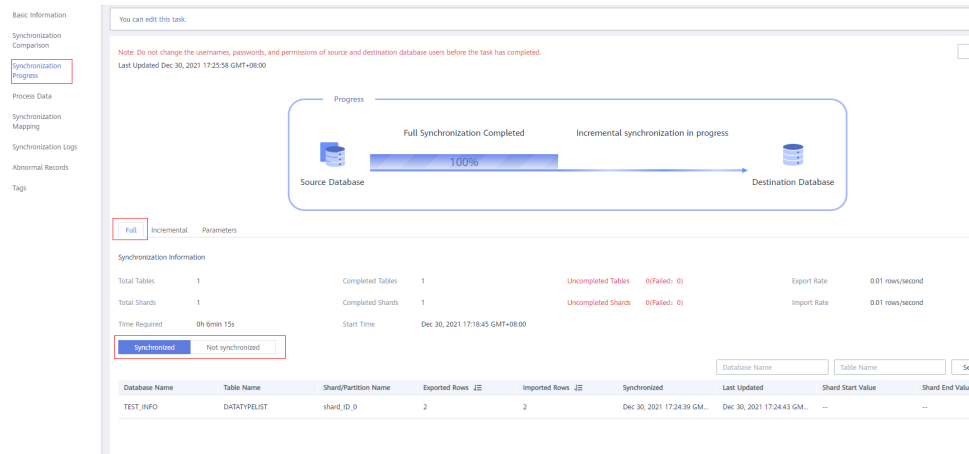 Basic Information
Synchronization
Comparison
Synchronization
Progress
Process Data
Synchronization
Mapping
Synchronization Logs
Abnormal Records
Tags
You can edit this task.
Note: Do not change the usernames, passwords, and permissions of source and destination database users before the task has completed.
Last Updated Dec 30, 2021 17:25:58 GMT+08:00
Progress
Full Synchronization Completed Incremental synchronization in progress
100%
Source Database Destination Database
Full Incremental Parameters
Synchronization Information
Total Tables 1 Completed Tables 1 Uncompleted Tables 0(Failed: 0) Export Rate 0.01 rows/second
Total Shards 1 Completed Shards 1 Uncompleted Shards 0(Failed: 0) Import Rate 0.01 rows/second
Time Required 0h 6min 15s Start Time Dec 30, 2021 17:18:45 GMT+08:00
Synchronized Not synchronized
Database Name Table Name Se
Database Name Table Name Shard/Partition Name Exported Rows Imported Rows Synchronized Last Updated Shard Start Value Shard End Valu
TEST_INFO DATATYPELIST shard_ID_0 2 2 Dec 30, 2021 17:24:39 GM... Dec 30, 2021 17:24:43 GM... -- --